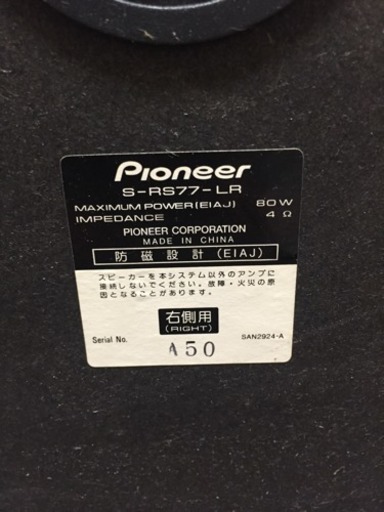 Pioneer
S-RS77-LR
MAXIMUM POWER(EIAJ) 80W
IMPEDANCE 4 Ω
PIONEER CORPORATION
MADE IN CHINA
防磁設計(EIAJ)
スピーカーを本システム以外のアンプに
接続しないでください。故障・火災の原
因となることがあります。
右側用
(RIGHT)
Serial No. A50 SAN2924-A